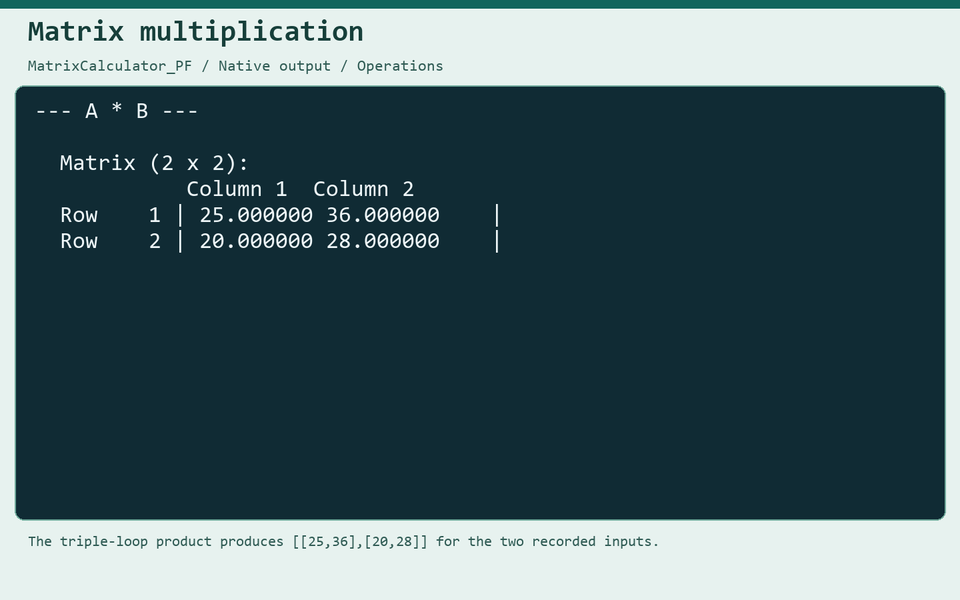 Matrix multiplication
MatrixCalculator_PF / Native output / Operations
--- A * B ---
Matrix (2 x 2):
Column 1  Column 2
Row    1 | 25.000000 36.000000    |
Row    2 | 20.000000 28.000000    |
The triple-loop product produces [[25,36],[20,28]] for the two recorded inputs.